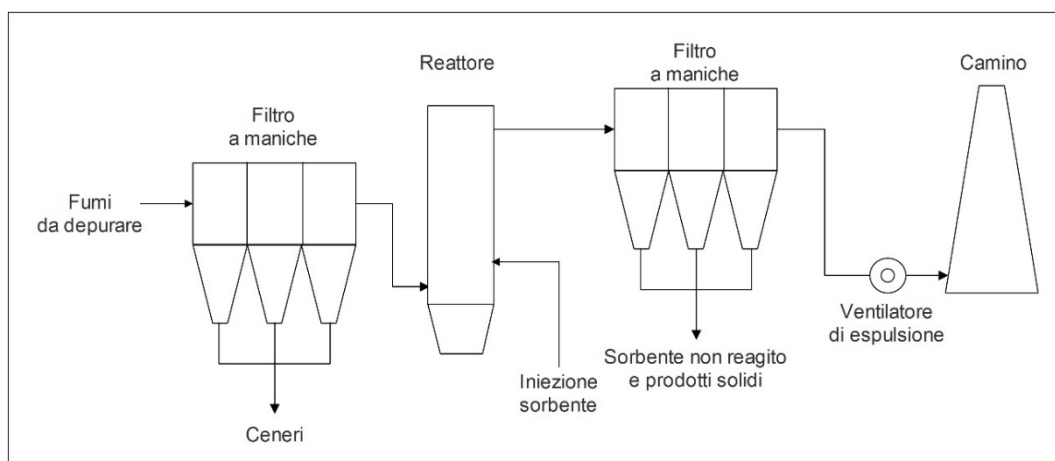 Filtro
a maniche
Reattore
Filtro
a maniche
Camino
Fumi
da depurare
Ventilatore
di espulsione
Sorbente non reagito
e prodotti solidi
Iniezione
sorbente
Ceneri